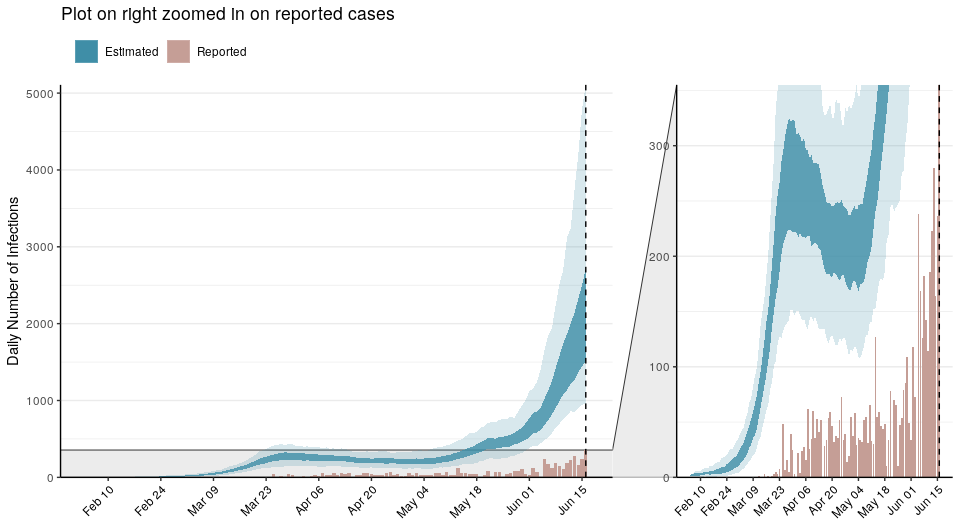 Plot on right zoomed in on reported cases
Estimated Reported
Daily Number of Infections
5000
4000
3000
2000
1000
0
Feb 10 Feb 24 Mar 09 Mar 23 Apr 06 Apr 20 May 04 May 18 Jun 01 Jun 15
300
200
100
0
Feb 10 Feb 24 Mar 09 Mar 23 Apr 06 Apr 20 May 04 May 18 Jun 01 Jun 15